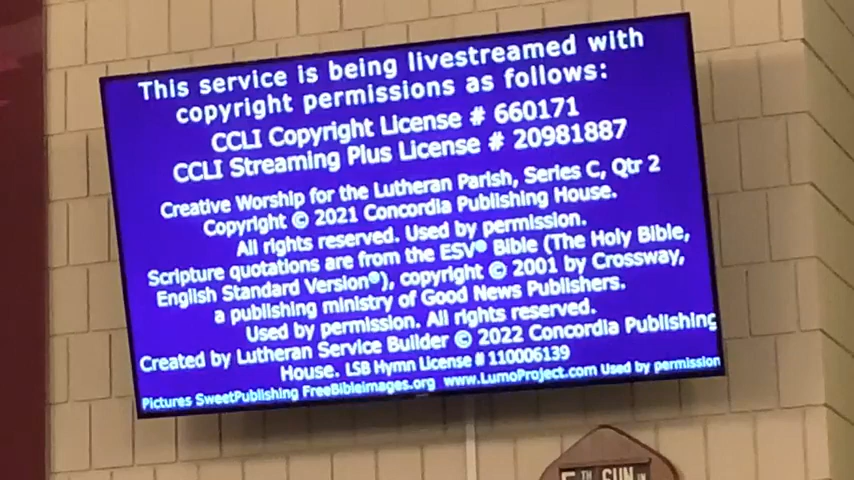 This service is being livestreamed with
copyright permissions as follows:
CCLI Copyright License # 660171
CCLI Streaming Plus License # 20981887
Creative Worship for the Lutheran Parish, Series C, Qtr 2
Copyright © 2021 Concordia Publishing House.
All rights reserved. Used by permission.
Scripture quotations are from the ESV® Bible (The Holy Bible,
English Standard Version®), copyright © 2001 by Crossway,
a publishing ministry of Good News Publishers.
Used by permission. All rights reserved.
Created by Lutheran Service Builder © 2022 Concordia Publishing
House. LSB Hymn License # 110006139
Pictures SweetPublishing FreeBibleimages.org www.LumoProject.com Used by permission
5TH SUN IN